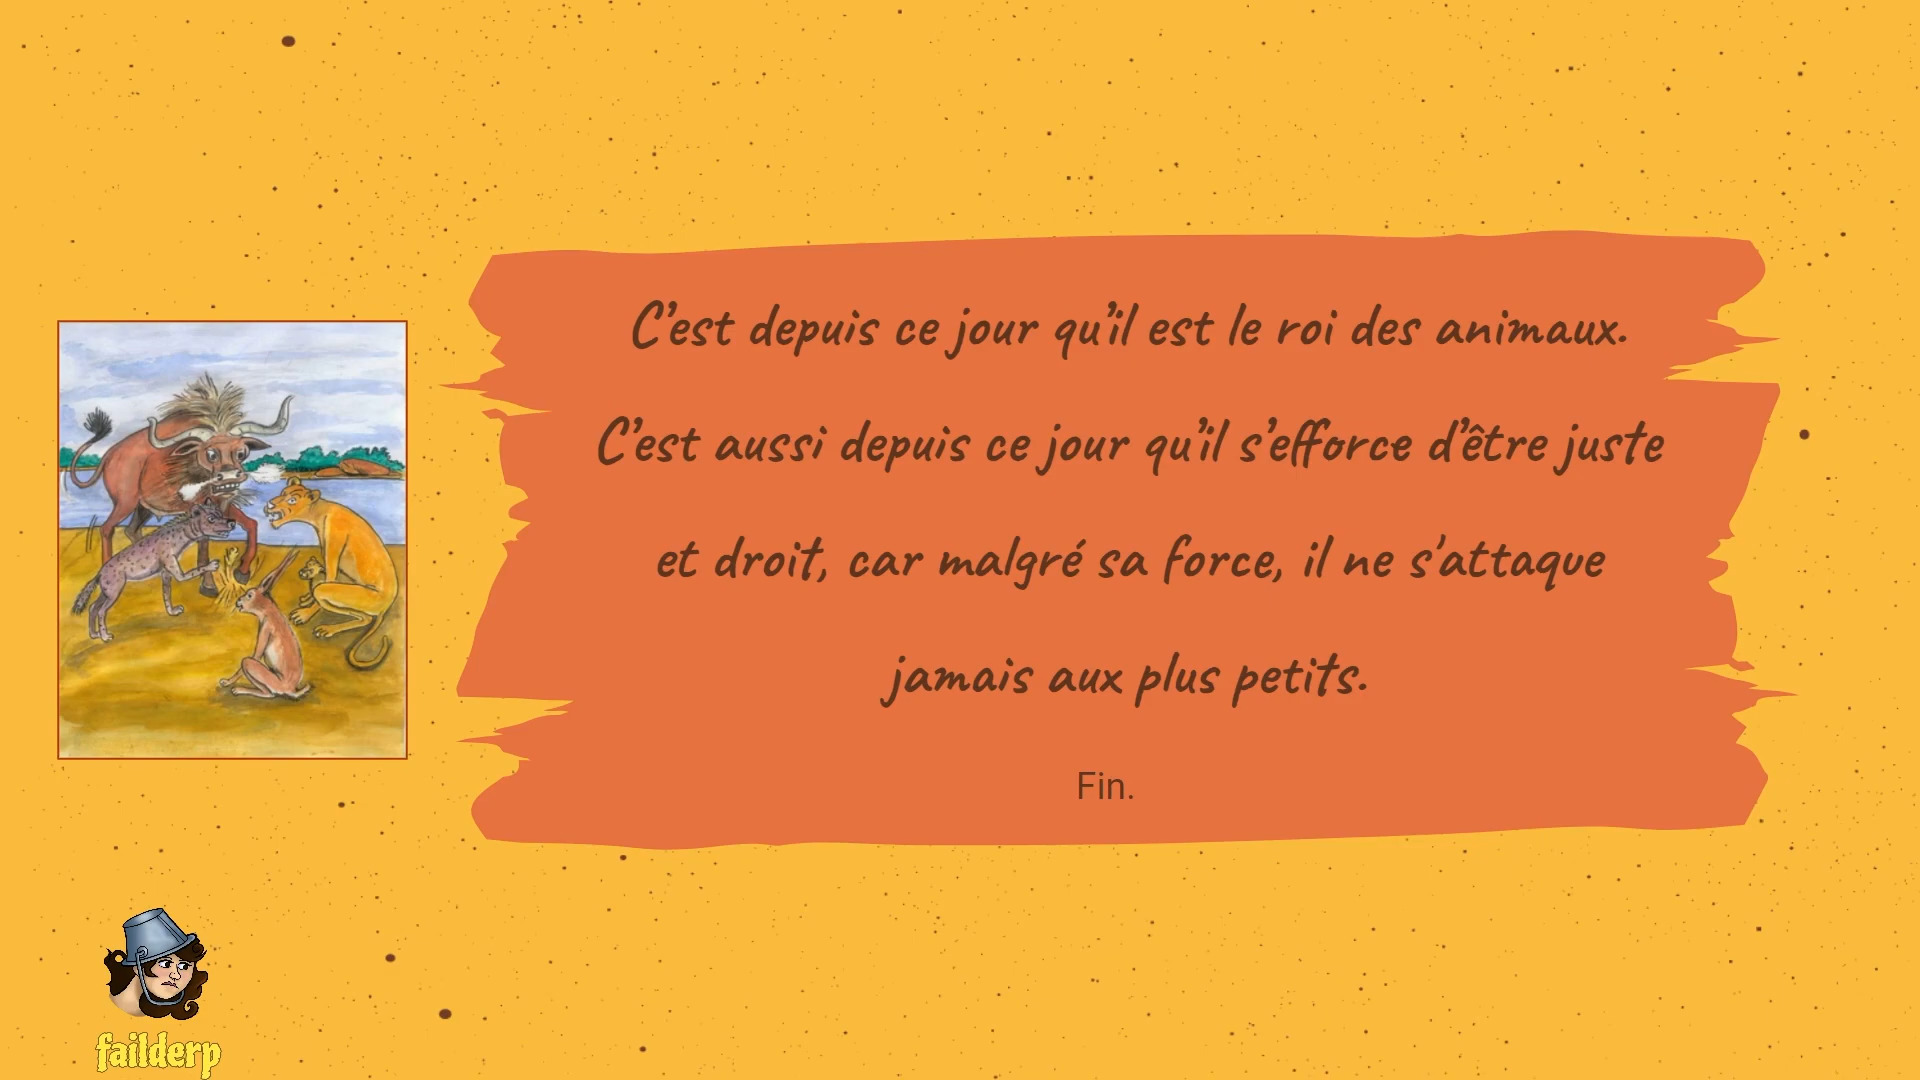 C’est depuis ce jour qu’il est le roi des animaux.
C’est aussi depuis ce jour qu’il s’efforce d’être juste
et droit, car malgré sa force, il ne s’attaque
jamais aux plus petits.
Fin.
failderp